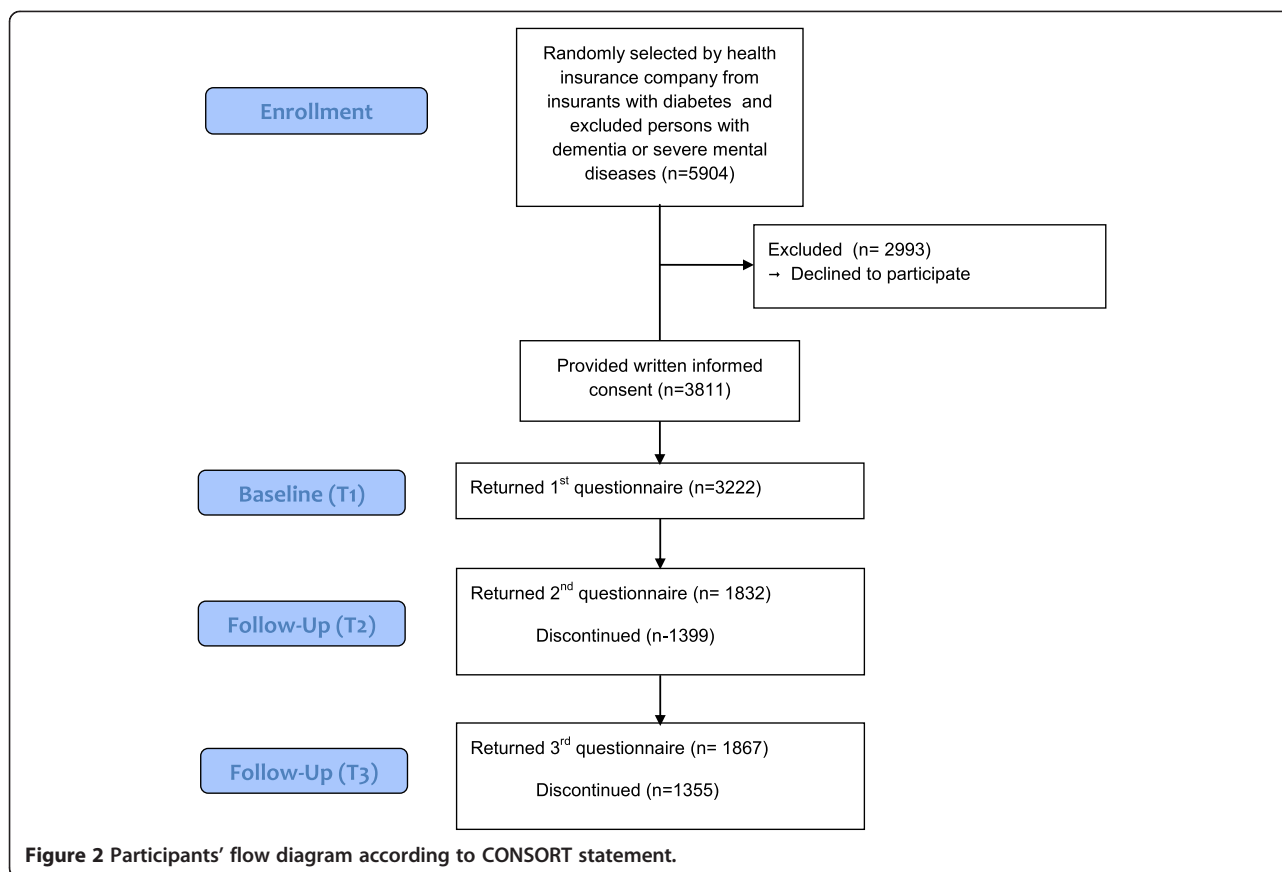 Enrollment
Randomly selected by health
insurance company from
insurants with diabetes and
excluded persons with
dementia or severe mental
diseases (n=5904)
Excluded (n= 2993)
→ Declined to participate
Provided written informed
consent (n=3811)
Baseline (T1)
Returned 1st questionnaire (n=3222)
Follow-Up (T2)
Returned 2nd questionnaire (n= 1832)
Discontinued (n-1399)
Follow-Up (T3)
Returned 3rd questionnaire (n= 1867)
Discontinued (n=1355)
Figure 2 Participants’ flow diagram according to CONSORT statement.